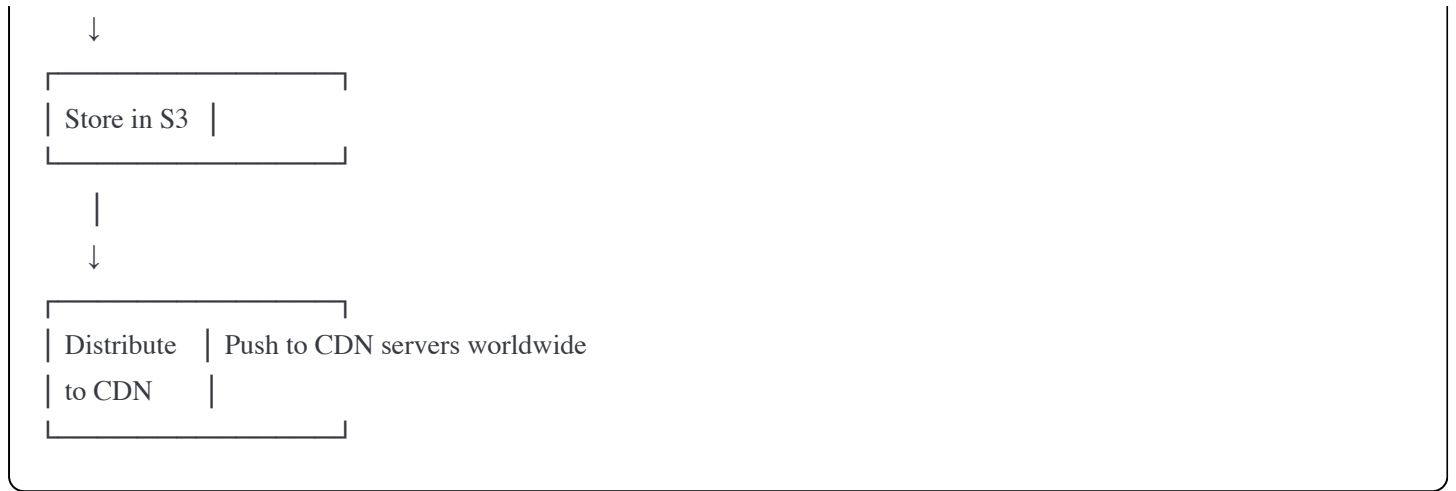 ↓
┌──────────────┐
│ Store in S3 │
└──────────────┘
│
↓
┌──────────────┐
│ Distribute │ Push to CDN servers worldwide
│ to CDN │
└──────────────┘